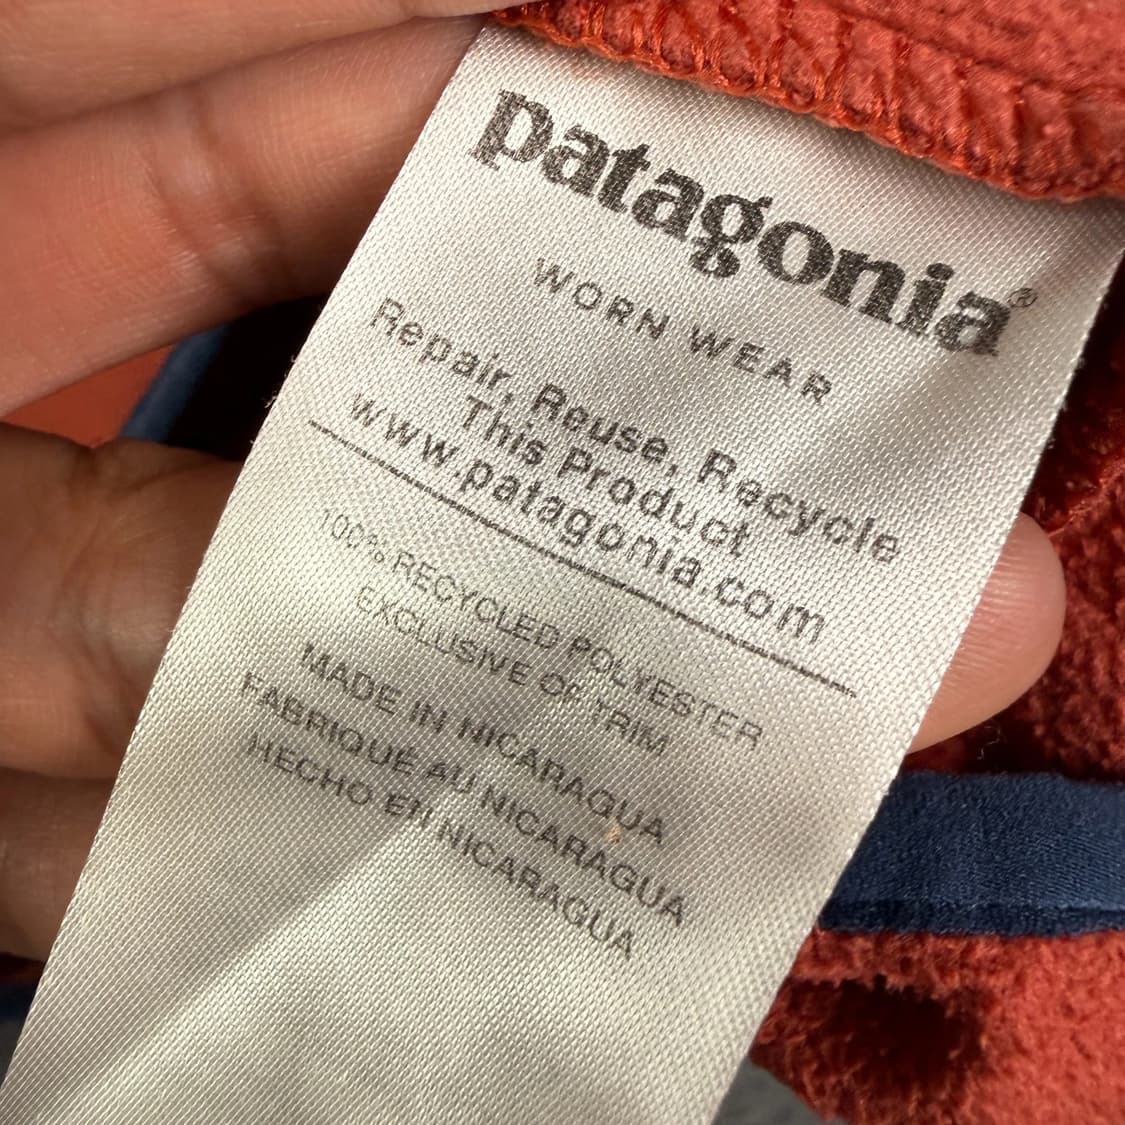 patagonia®
WORN WEAR
Repair, Reuse, Recycle
This Product
www.patagonia.com
100% RECYCLED POLYESTER
EXCLUSIVE OF TRIM
MADE IN NICARAGUA
FABRIQUÉ AU NICARAGUA
HECHO EN NICARAGUA